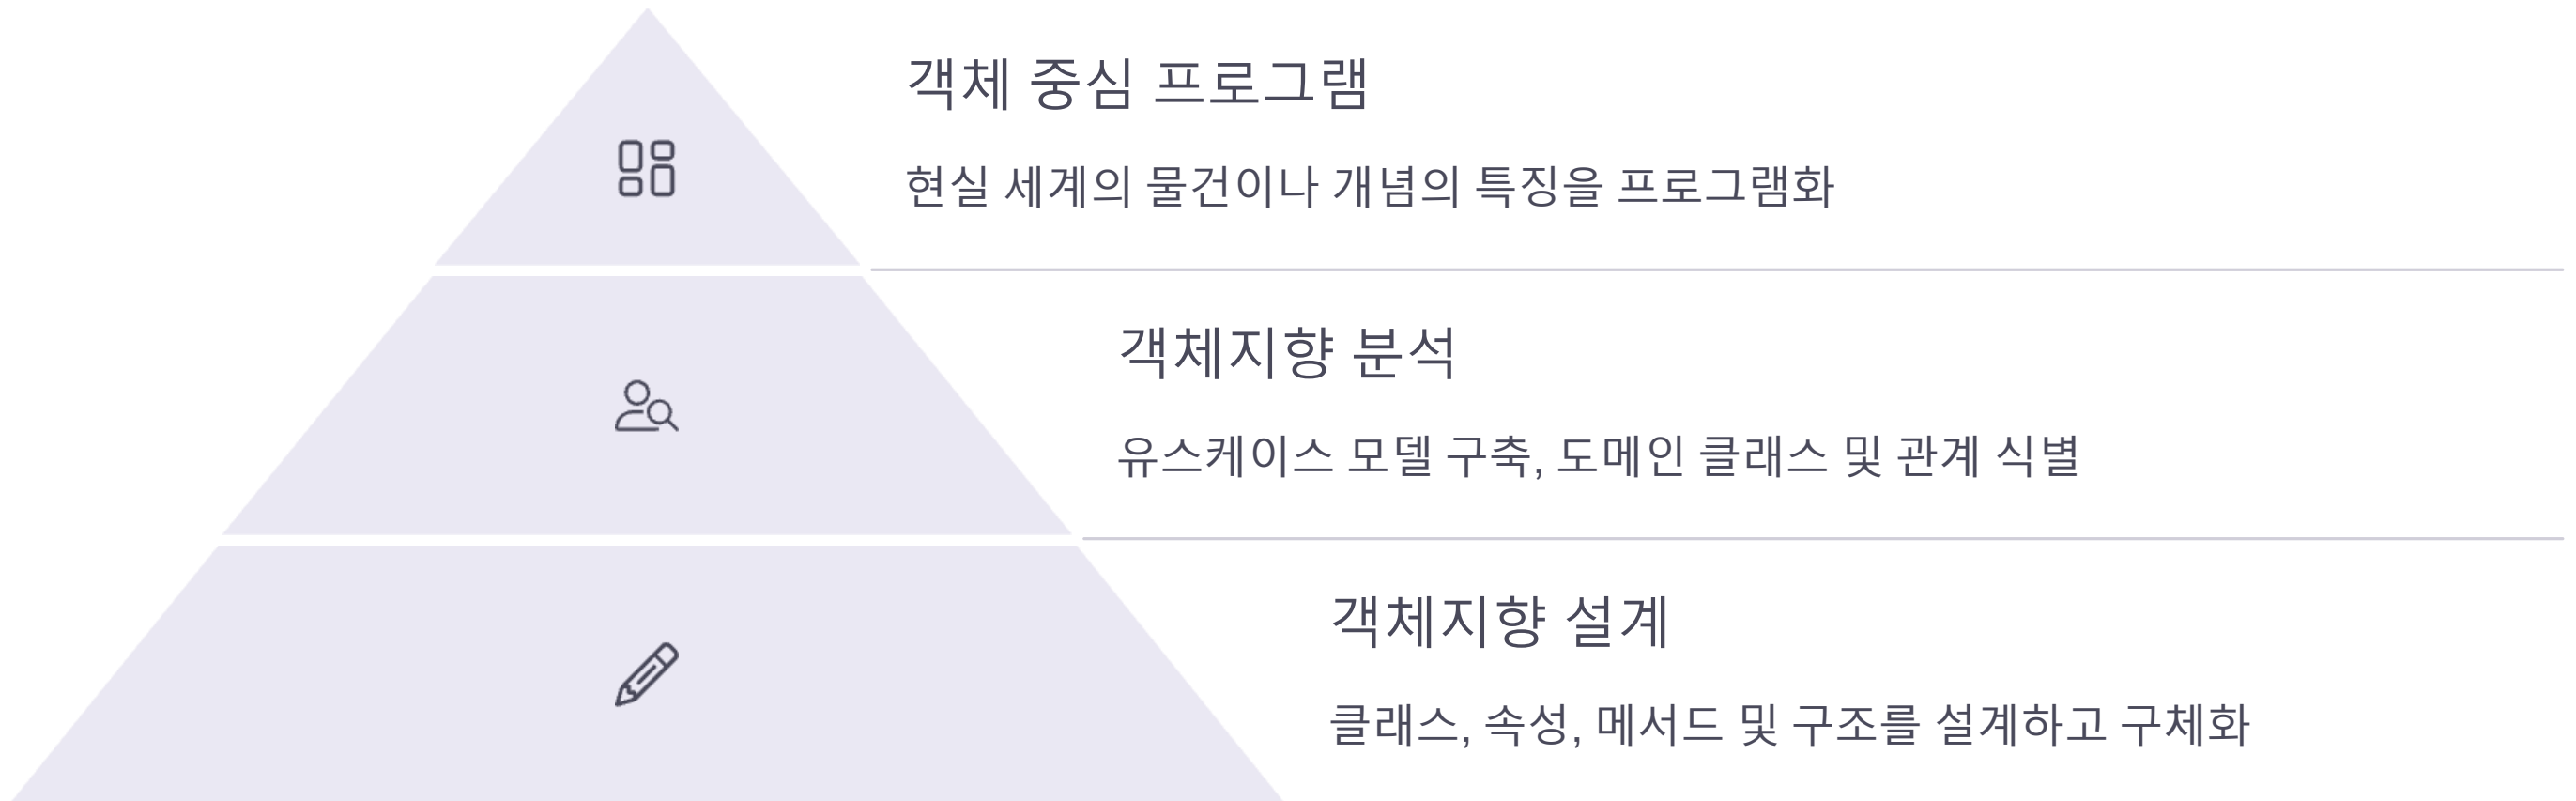 객체 중심 프로그램
현실 세계의 물건이나 개념의 특징을 프로그램화
객체지향 분석
유스케이스 모델 구축, 도메인 클래스 및 관계 식별
객체지향 설계
클래스, 속성, 메서드 및 구조를 설계하고 구체화